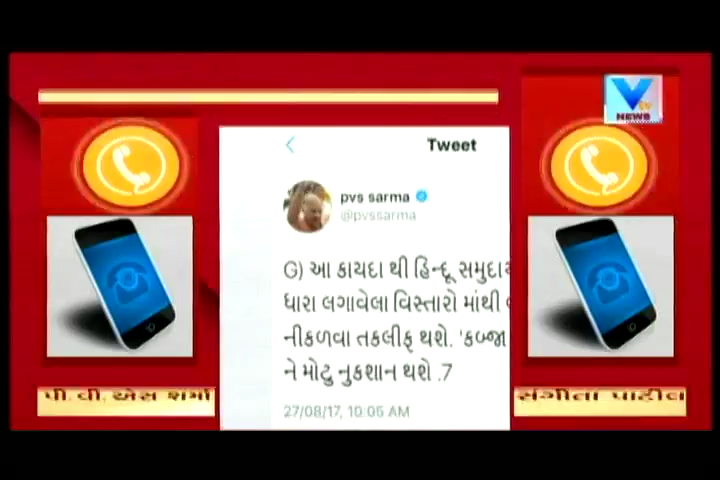 Vtv
NEWS
Tweet
pvs sarma
@pvssarma
G) આ કાયદા થી હિન્દૂ સમુદાય
ધારા લગાવેલા વિસ્તારો માંથી
નીકળવા તકલીફ થશે. 'કબ્જા
ને મોટુ નુકશાન થશે .7
27/08/17, 10:05 AM
પી.વી.એસ શર્મા
સંગીતા પાટીલ